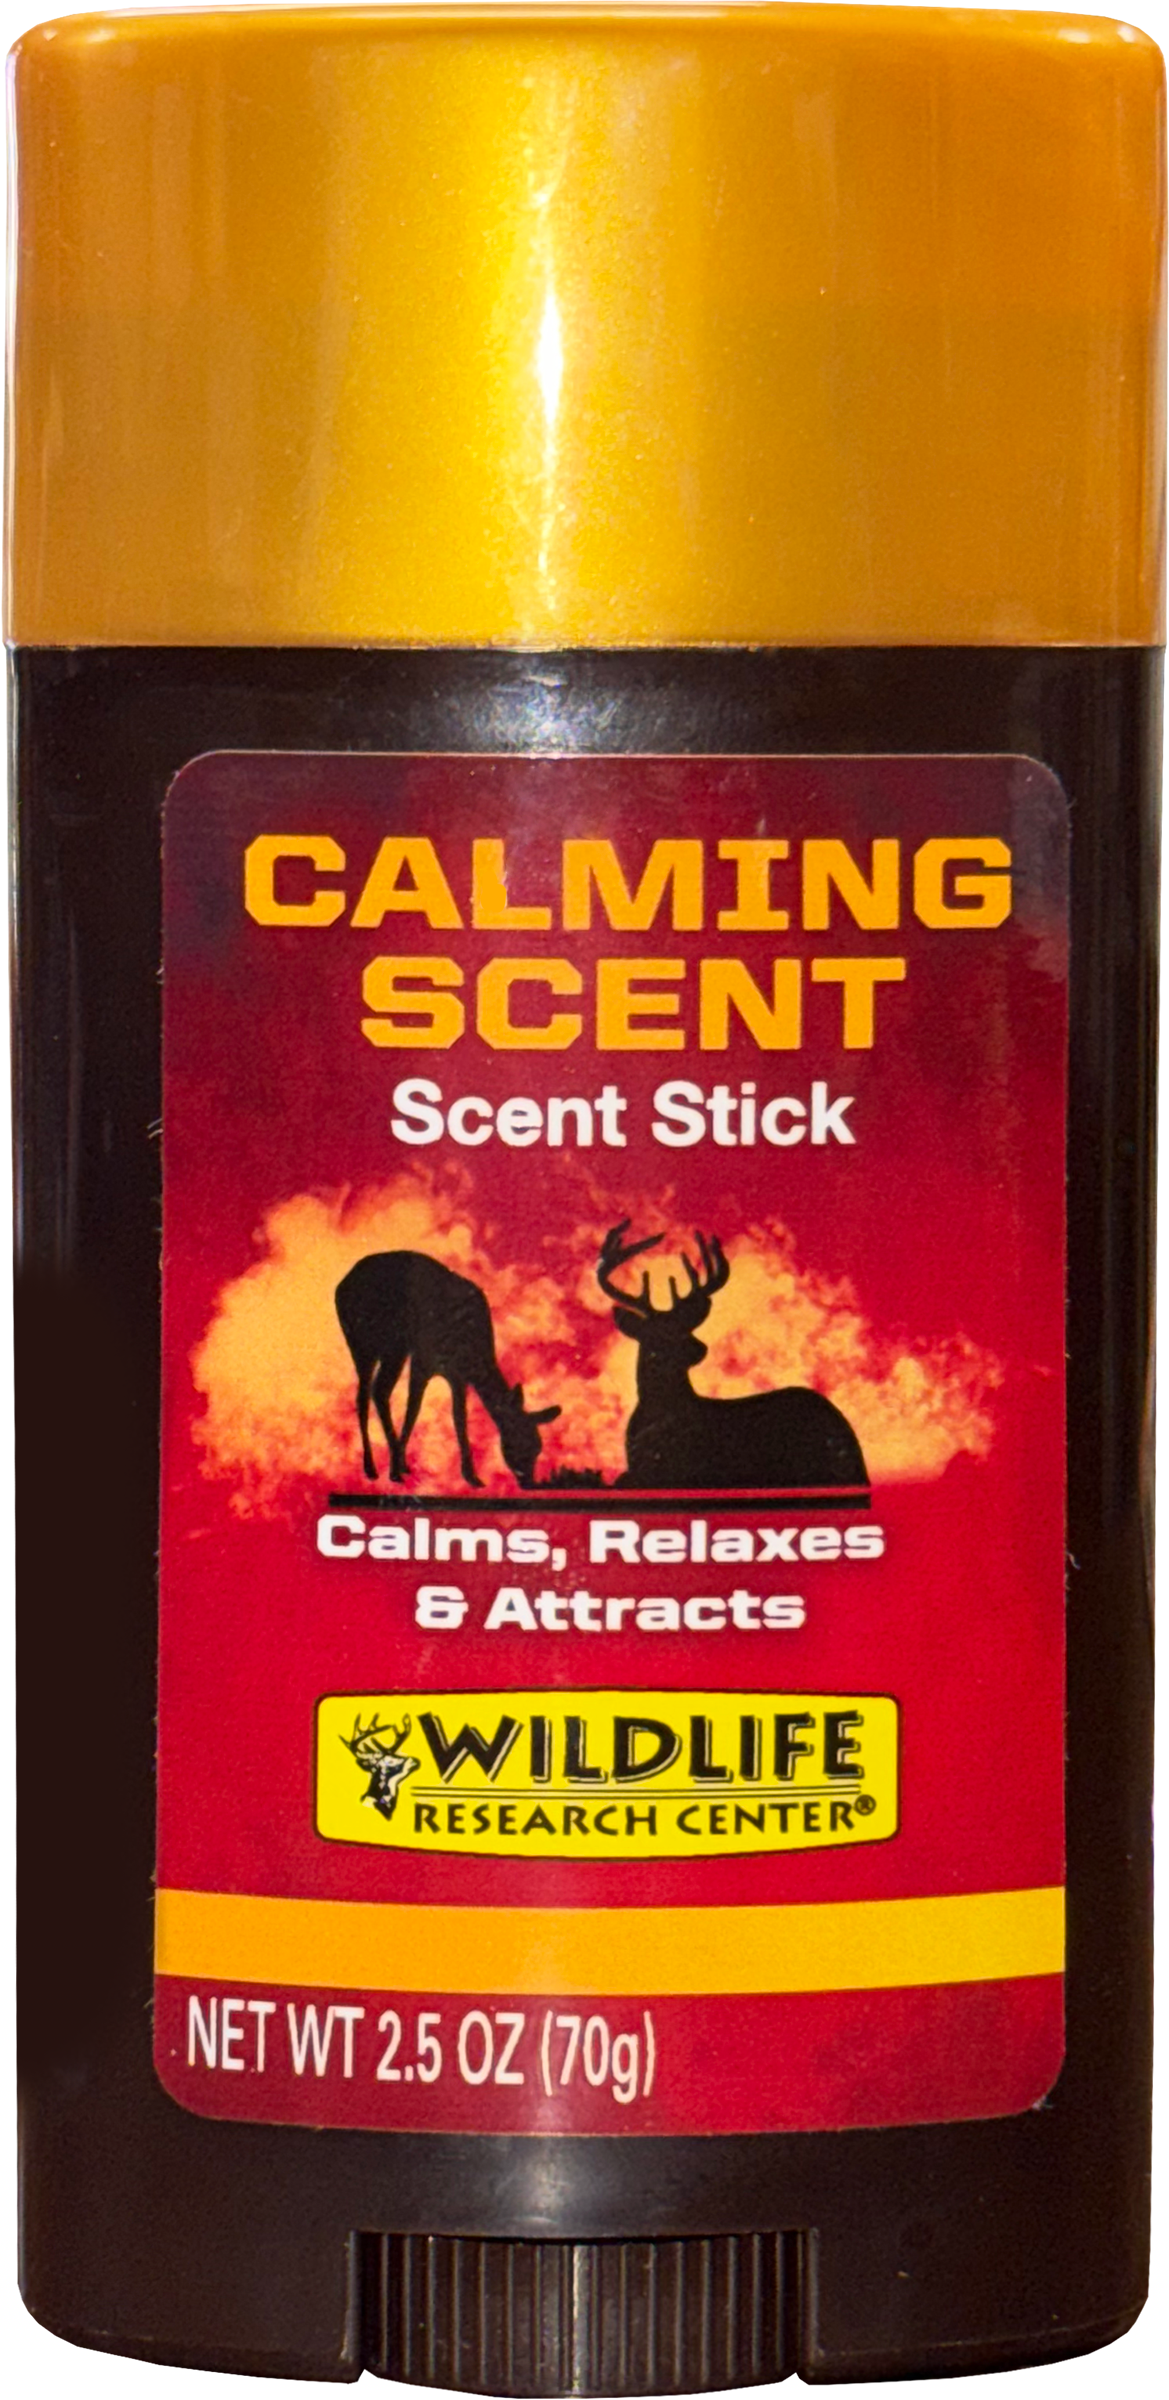 CALMING
SCENT
Scent Stick
Calms, Relaxes
& Attracts
WILDLIFE
RESEARCH CENTER®
NET WT 2.5 OZ (70g)